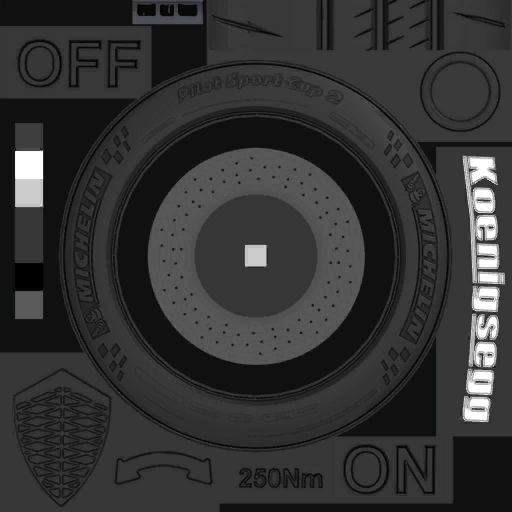 OFF
Pilot Sport Cup 2
MICHELIN
MICHELIN
Koenigsegg
250Nm
ON